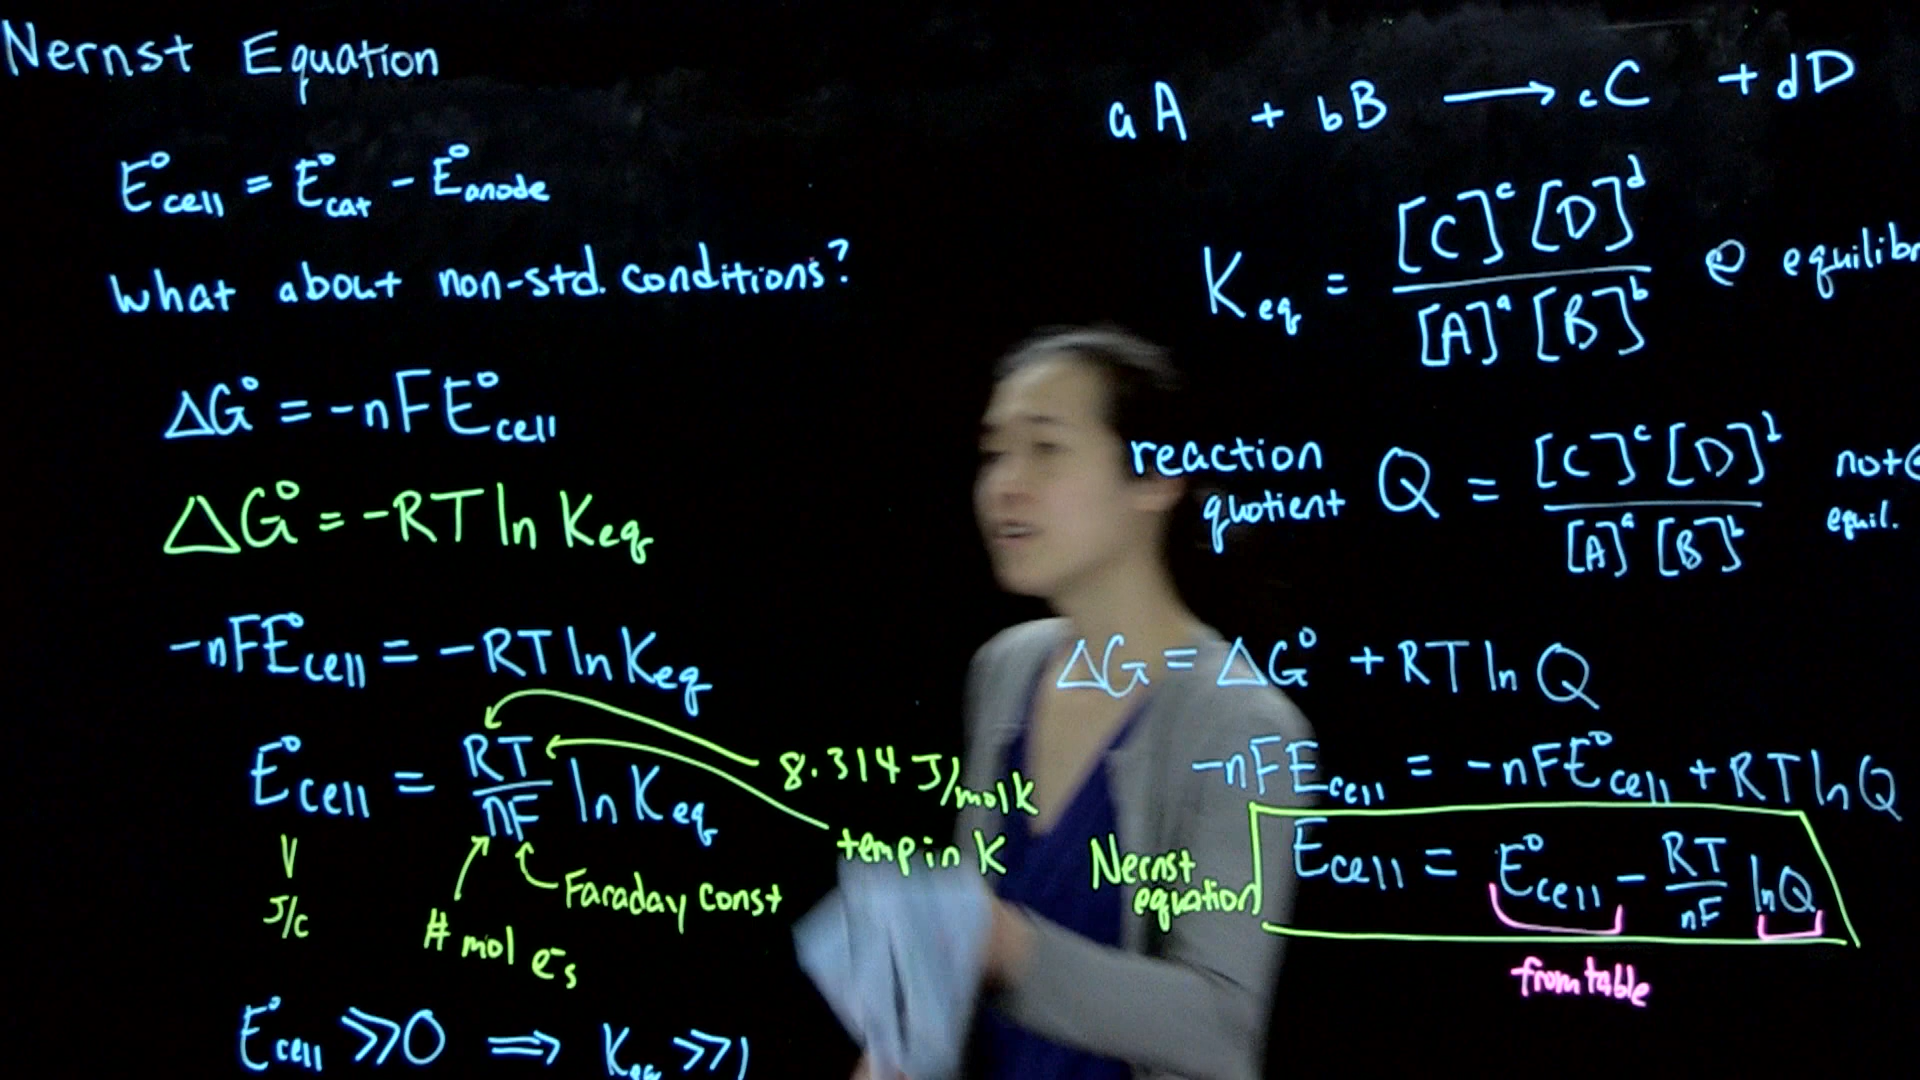 Nernst Equation
E°cell = E°cat - E°anode
What about non-std. conditions?
ΔG° = -nFE°cell
ΔG° = -RT ln Keq
-nFE°cell = -RT ln Keq
E°cell = RT/nF ln Keq
8.314 J/mol K
temp in K
V
J/C
# mol e-s
Faraday const
E°cell >> 0 ⇒ Keq >> 1
aA + bB → cC + dD
Keq = [C]^c [D]^d / [A]^a [B]^b @ equilibr
reaction quotient Q = [C]^c [D]^d / [A]^a [B]^b not @ equil.
ΔG = ΔG° + RT ln Q
-nFEcell = -nFE°cell + RT ln Q
Nernst equation
Ecell = E°cell - RT/nF ln Q
from table